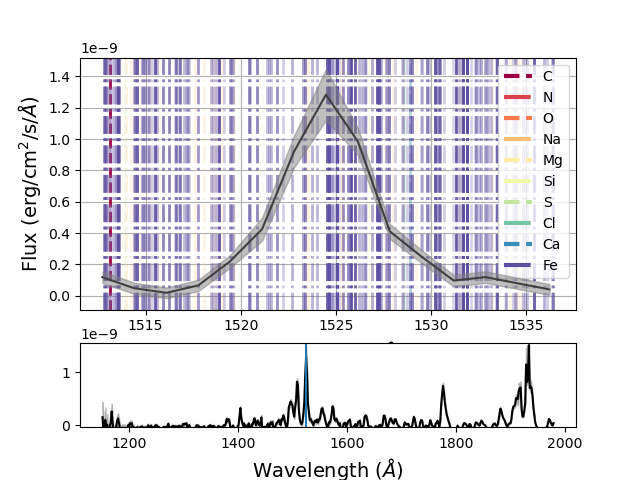 1e−9
1.4
1.2
1.0
0.8
0.6
0.4
0.2
0.0
Flux (erg/cm²/s/Å)
C
N
O
Na
Mg
Si
S
Cl
Ca
Fe
1515 1520 1525 1530 1535
1e−9
1
0
1200 1400 1600 1800 2000
Wavelength (Å)